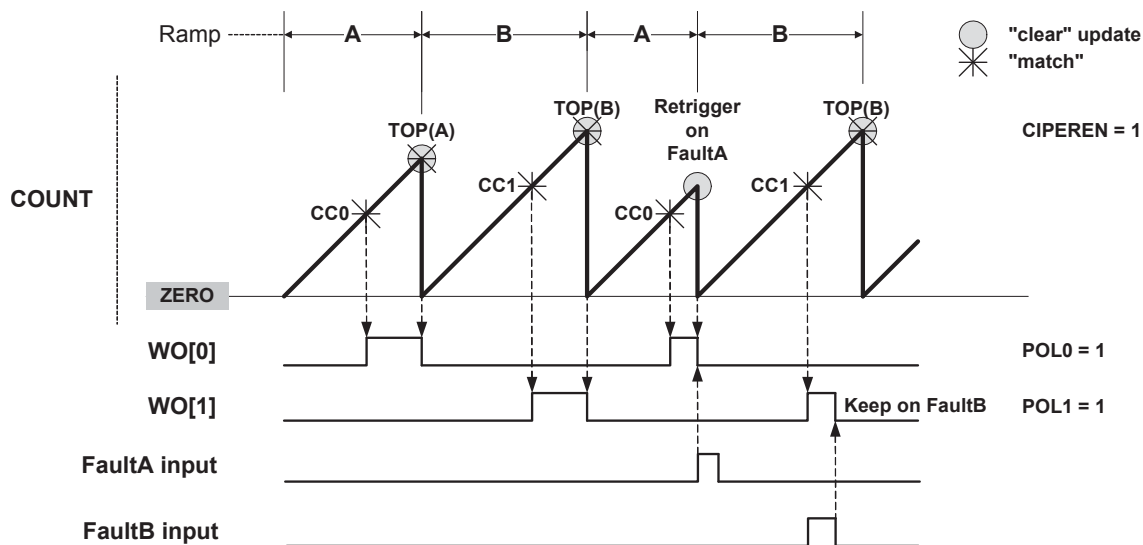 Ramp
A
B
A
B
"clear" update
"match"
TOP(A)
TOP(B)
Retrigger
on
FaultA
TOP(B)
CIPEREN = 1
COUNT
CC0
CC1
CC0
CC1
ZERO
WO[0]
POL0 = 1
WO[1]
Keep on FaultB
POL1 = 1
FaultA input
FaultB input